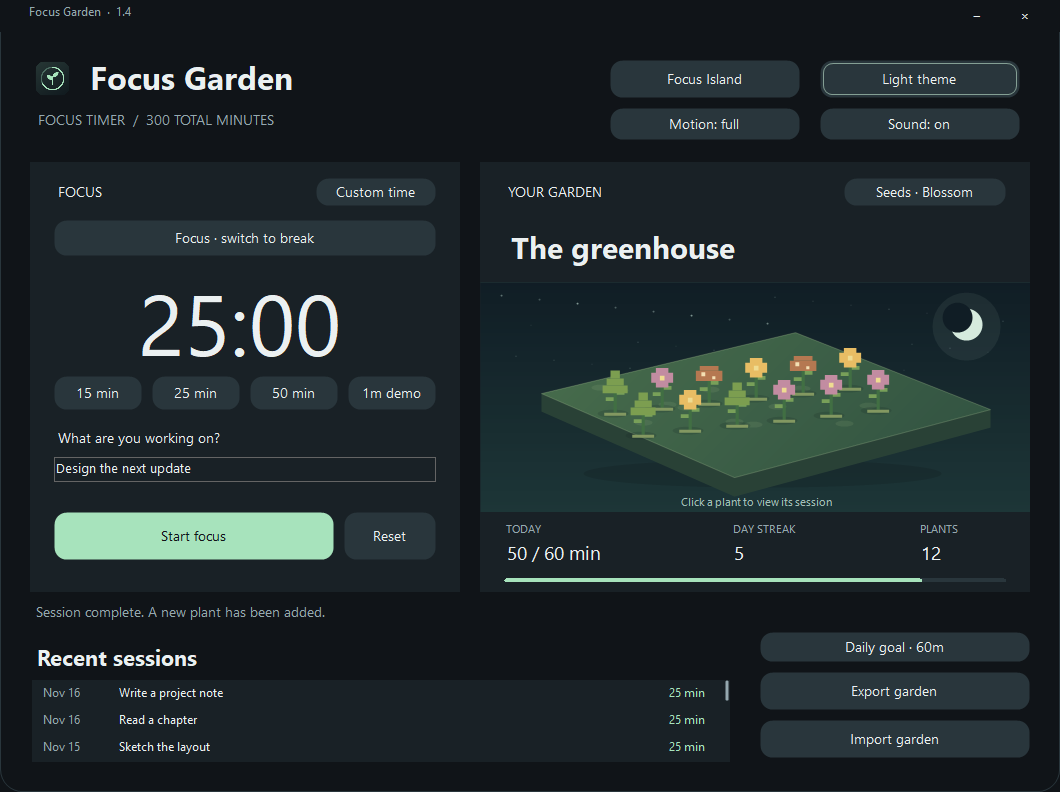 Focus Garden · 1.4
Focus Garden
FOCUS TIMER / 300 TOTAL MINUTES
Focus Island
Light theme
Motion: full
Sound: on
FOCUS
Custom time
Focus · switch to break
25:00
15 min
25 min
50 min
1m demo
What are you working on?
Design the next update
Start focus
Reset
YOUR GARDEN
Seeds · Blossom
The greenhouse
Click a plant to view its session
TODAY
DAY STREAK
PLANTS
50 / 60 min
5
12
Session complete. A new plant has been added.
Recent sessions
Nov 16 Write a project note 25 min
Nov 16 Read a chapter 25 min
Nov 15 Sketch the layout 25 min
Daily goal · 60m
Export garden
Import garden